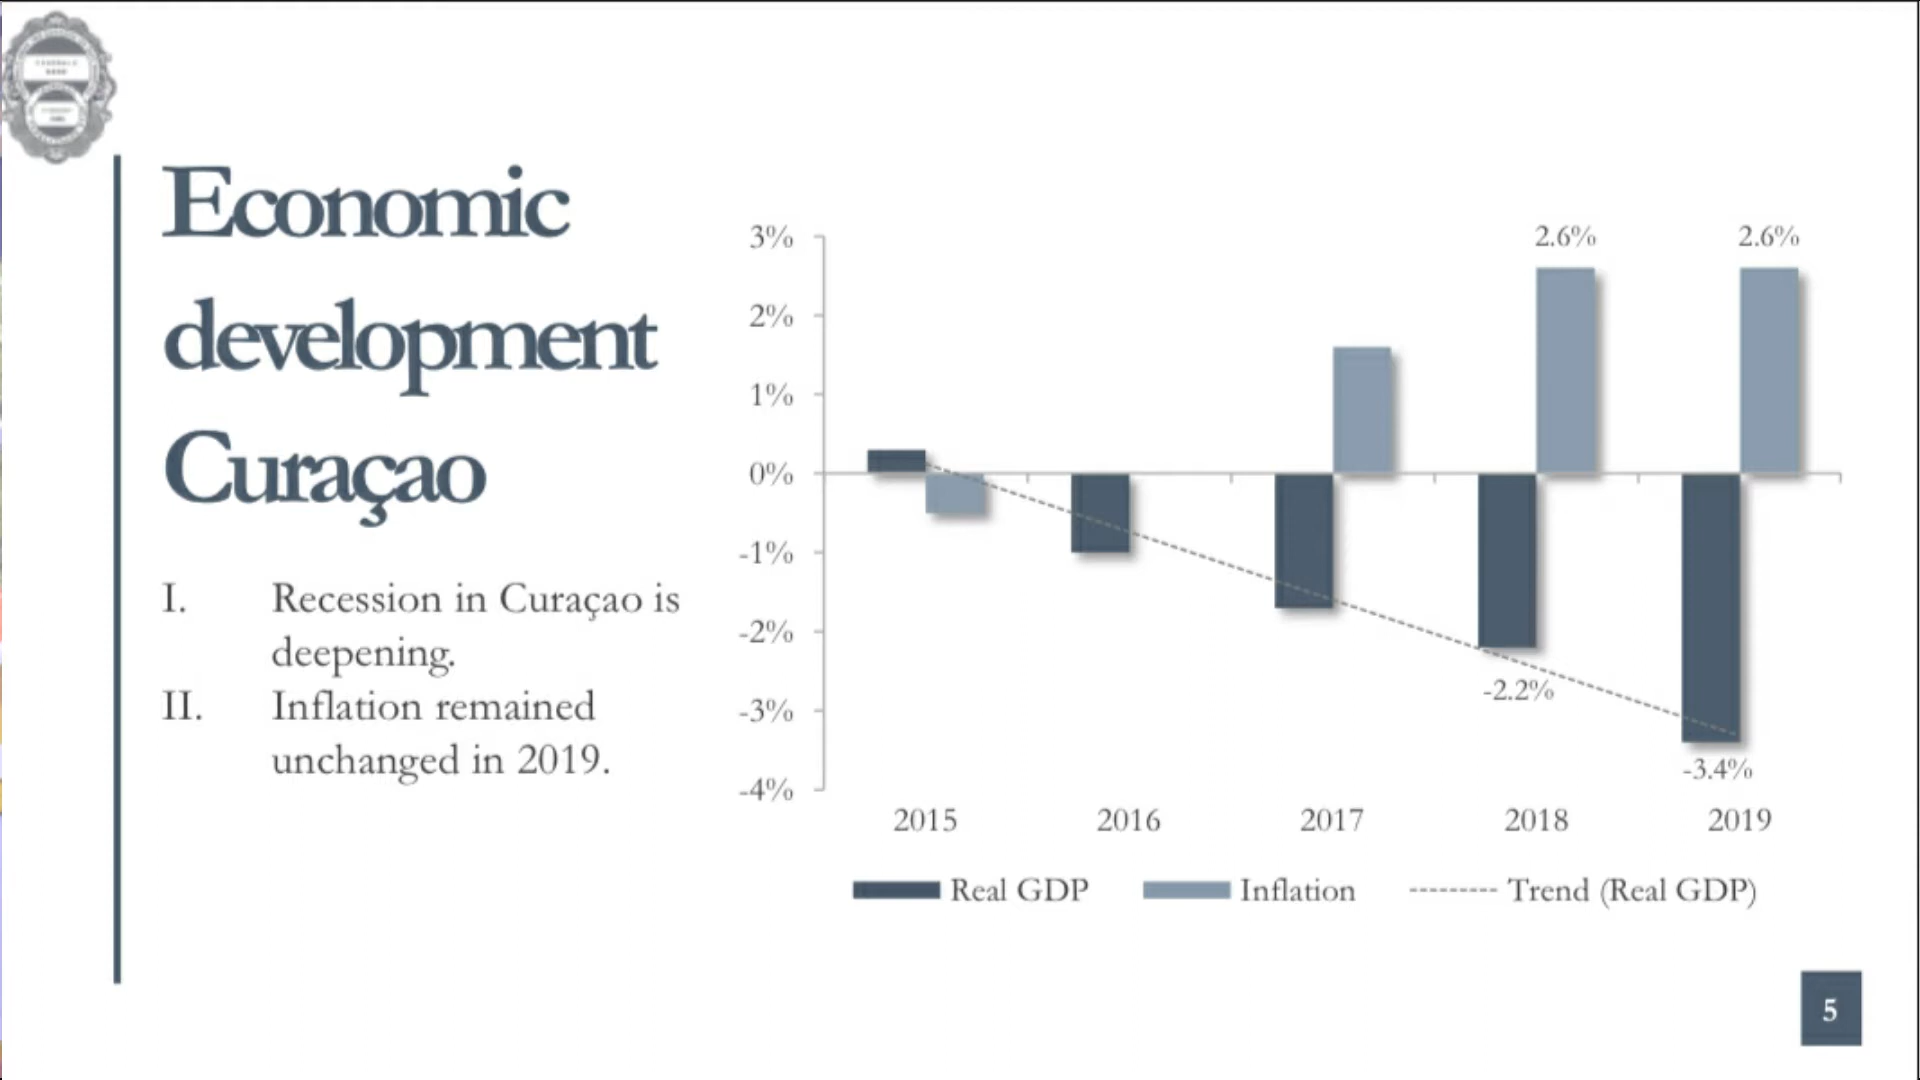 Economic
development
Curaçao
I. Recession in Curaçao is
deepening.
II. Inflation remained
unchanged in 2019.
3%
2%
1%
0%
-1%
-2%
-3%
-4%
2.6%
2.6%
-2.2%
-3.4%
2015 2016 2017 2018 2019
Real GDP Inflation Trend (Real GDP)
5